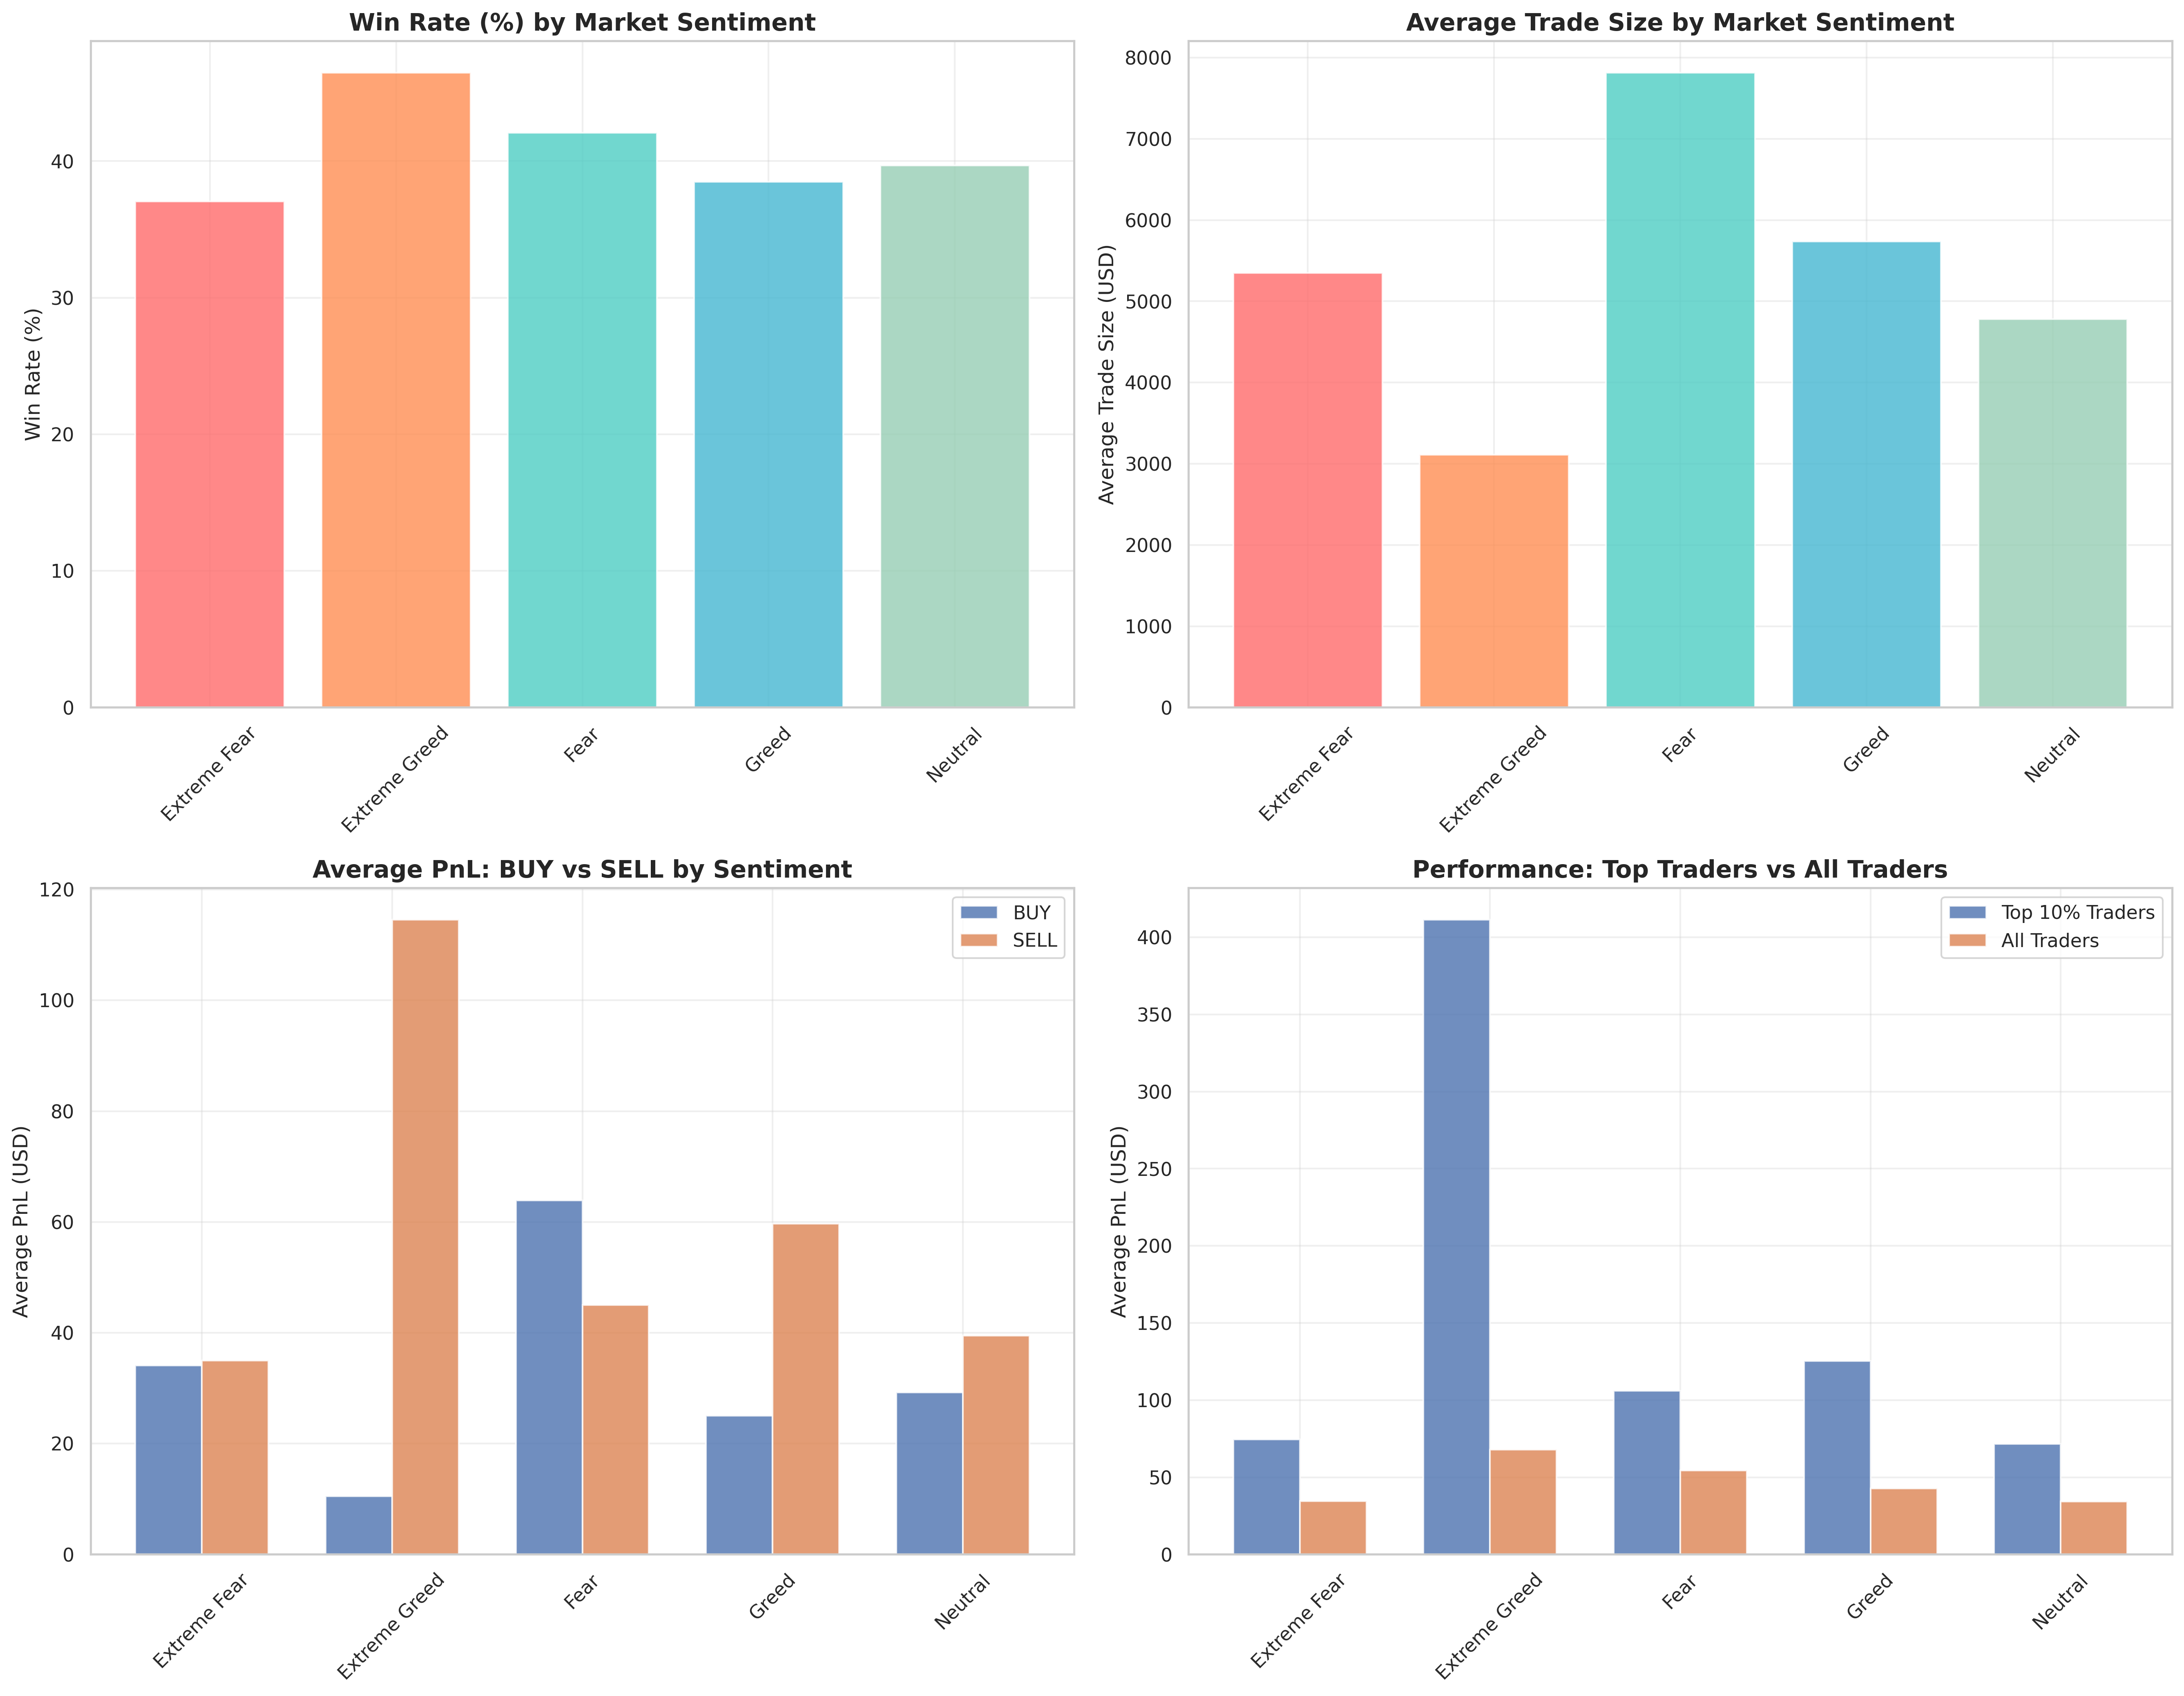 Win Rate (%) by Market Sentiment
Win Rate (%)
40
30
20
10
0
Extreme Fear
Extreme Greed
Fear
Greed
Neutral
Average Trade Size by Market Sentiment
Average Trade Size (USD)
8000
7000
6000
5000
4000
3000
2000
1000
0
Extreme Fear
Extreme Greed
Fear
Greed
Neutral
Average PnL: BUY vs SELL by Sentiment
Average PnL (USD)
120
100
80
60
40
20
0
BUY
SELL
Extreme Fear
Extreme Greed
Fear
Greed
Neutral
Performance: Top Traders vs All Traders
Average PnL (USD)
400
350
300
250
200
150
100
50
0
Top 10% Traders
All Traders
Extreme Fear
Extreme Greed
Fear
Greed
Neutral